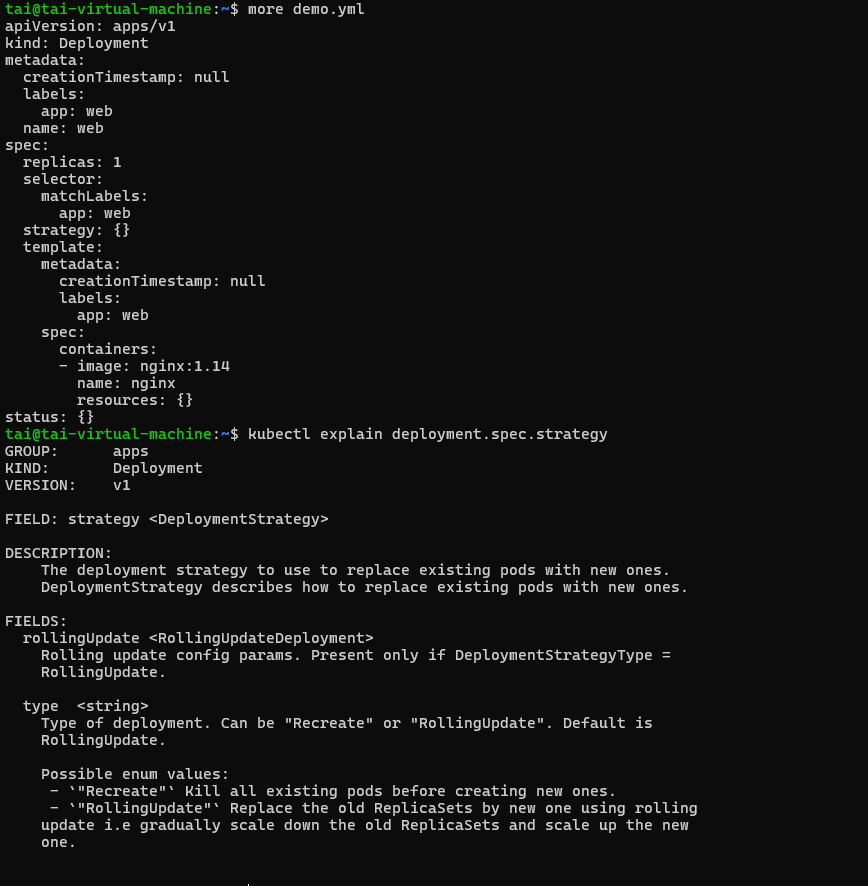 tai@tai-virtual-machine:~$ more demo.yml
apiVersion: apps/v1
kind: Deployment
metadata:
  creationTimestamp: null
  labels:
    app: web
  name: web
spec:
  replicas: 1
  selector:
    matchLabels:
      app: web
  strategy: {}
  template:
    metadata:
      creationTimestamp: null
      labels:
        app: web
    spec:
      containers:
      - image: nginx:1.14
        name: nginx
        resources: {}
status: {}
tai@tai-virtual-machine:~$ kubectl explain deployment.spec.strategy
GROUP:      apps
KIND:       Deployment
VERSION:    v1

FIELD: strategy <DeploymentStrategy>

DESCRIPTION:
    The deployment strategy to use to replace existing pods with new ones.
    DeploymentStrategy describes how to replace existing pods with new ones.

FIELDS:
  rollingUpdate <RollingUpdateDeployment>
    Rolling update config params. Present only if DeploymentStrategyType =
    RollingUpdate.

  type  <string>
    Type of deployment. Can be "Recreate" or "RollingUpdate". Default is
    RollingUpdate.

    Possible enum values:
     - `"Recreate"` Kill all existing pods before creating new ones.
     - `"RollingUpdate"` Replace the old ReplicaSets by new one using rolling
    update i.e gradually scale down the old ReplicaSets and scale up the new
    one.